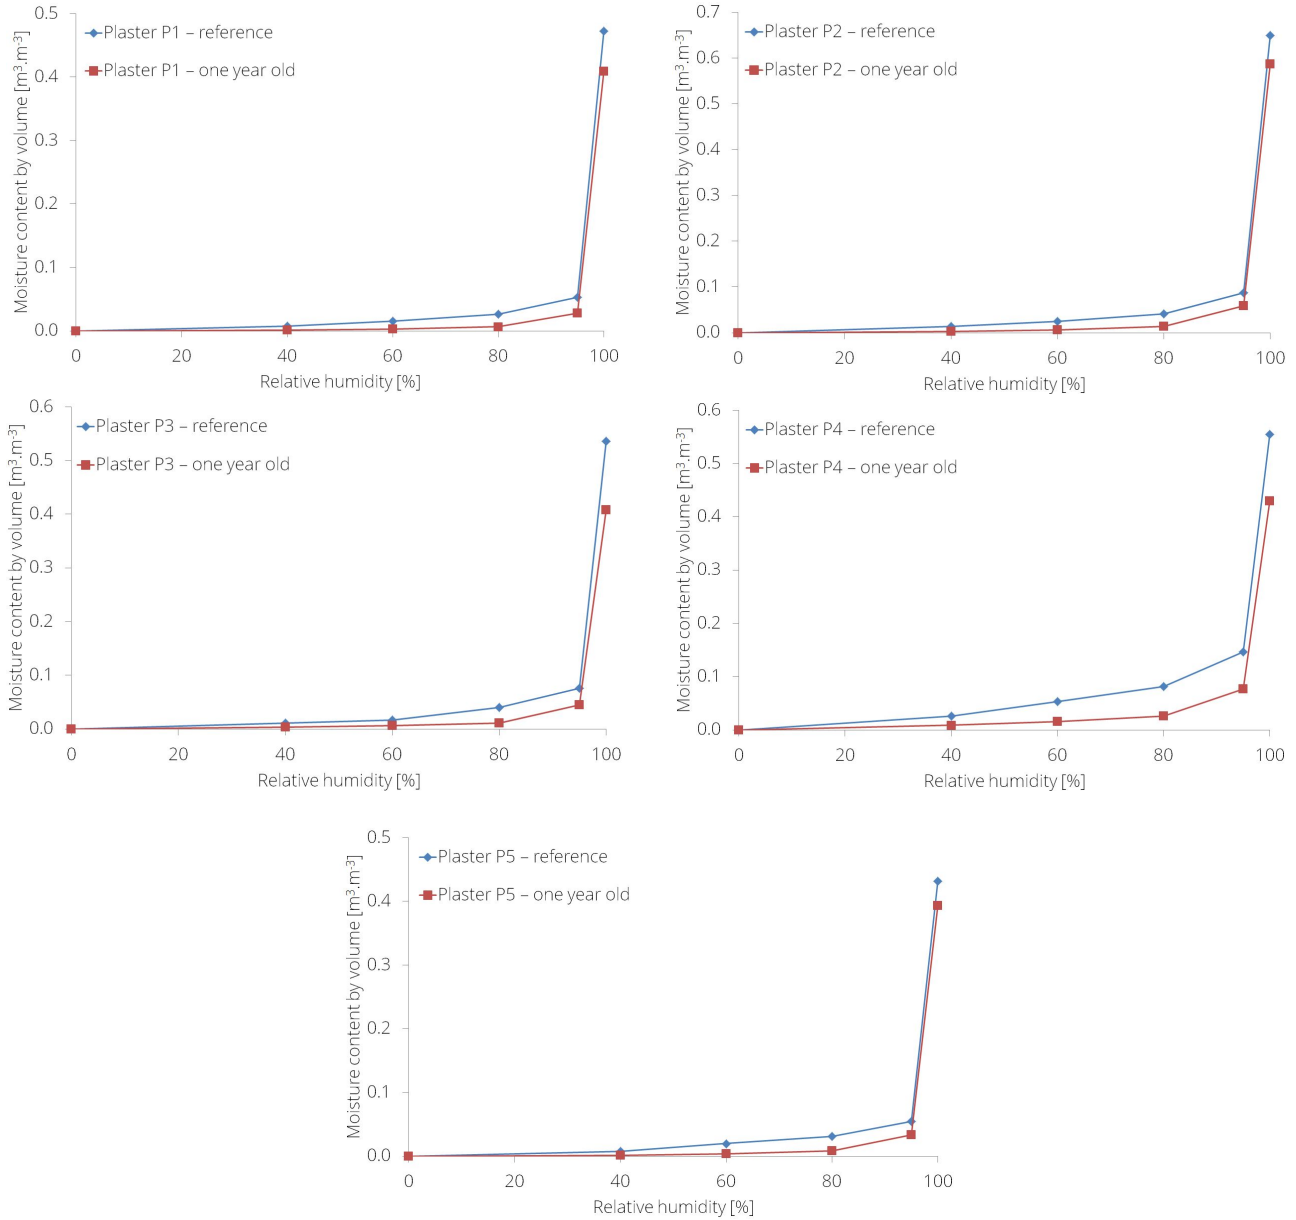 0.5
Plaster P1 – reference
0.4
Plaster P1 – one year old
0.3
0.2
0.1
0.0
Moisture content by volume [m³.m⁻³]
0 20 40 60 80 100
Relative humidity [%]
0.7
Plaster P2 – reference
0.6
Plaster P2 – one year old
0.5
0.4
0.3
0.2
0.1
0.0
Moisture content by volume [m³.m⁻³]
0 20 40 60 80 100
Relative humidity [%]
0.6
Plaster P3 – reference
0.5
Plaster P3 – one year old
0.4
0.3
0.2
0.1
0.0
Moisture content by volume [m³.m⁻³]
0 20 40 60 80 100
Relative humidity [%]
0.6
Plaster P4 – reference
0.5
Plaster P4 – one year old
0.4
0.3
0.2
0.1
0.0
Moisture content by volume [m³.m⁻³]
0 20 40 60 80 100
Relative humidity [%]
0.5
Plaster P5 – reference
0.4
Plaster P5 – one year old
0.3
0.2
0.1
0.0
Moisture content by volume [m³.m⁻³]
0 20 40 60 80 100
Relative humidity [%]